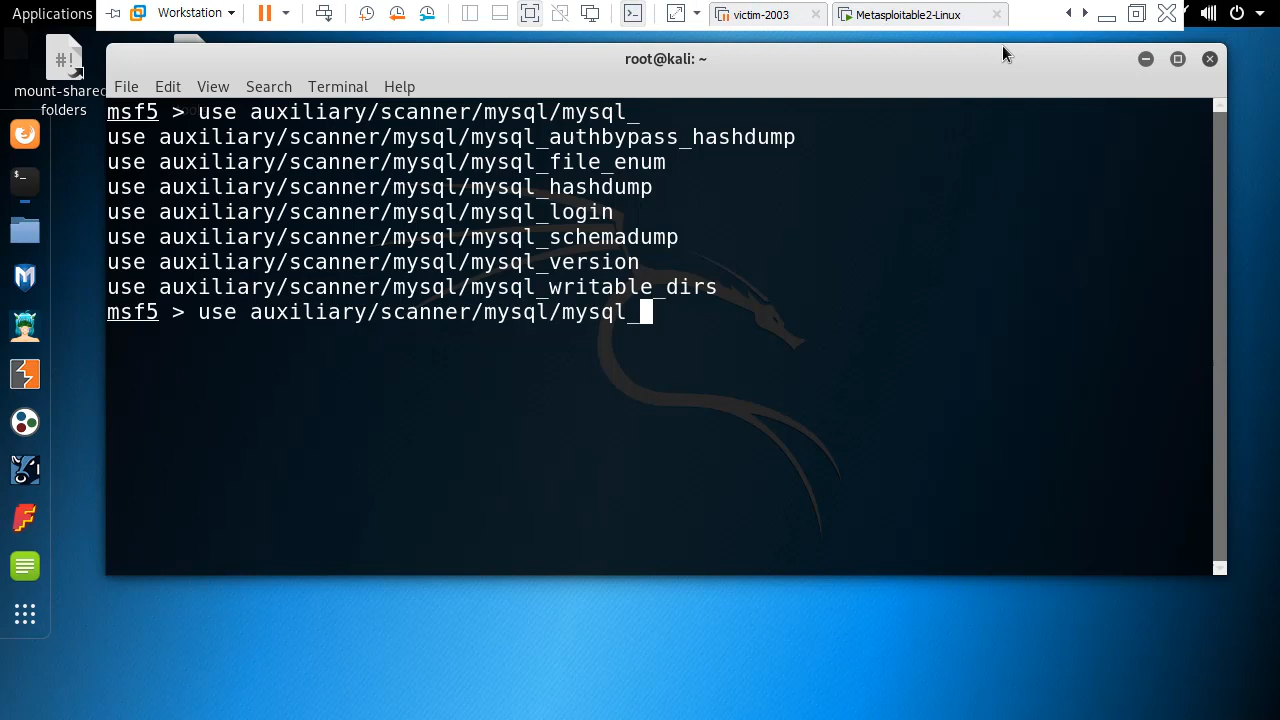 Applications
Workstation
victim-2003
Metasploitable2-Linux
#!
mount-shared
folders
root@kali: ~
File Edit View Search Terminal Help
msf5 > use auxiliary/scanner/mysql/mysql_
use auxiliary/scanner/mysql/mysql_authbypass_hashdump
use auxiliary/scanner/mysql/mysql_file_enum
use auxiliary/scanner/mysql/mysql_hashdump
use auxiliary/scanner/mysql/mysql_login
use auxiliary/scanner/mysql/mysql_schemadump
use auxiliary/scanner/mysql/mysql_version
use auxiliary/scanner/mysql/mysql_writable_dirs
msf5 > use auxiliary/scanner/mysql/mysql_